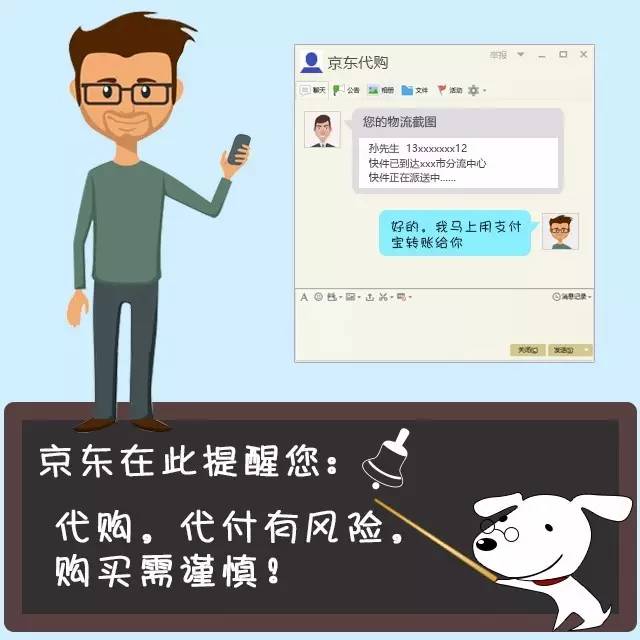 举报
京东代购
聊天 公告 相册 文件 活动
您的物流截图
孙先生 13xxxxxxx12
快件已到达xxx市分流中心
快件正在派送中......
好的，我马上用支付
宝转账给你
A 消息记录
关闭(C) 发送(S)
京东在此提醒您：
代购，代付有风险，
购买需谨慎！